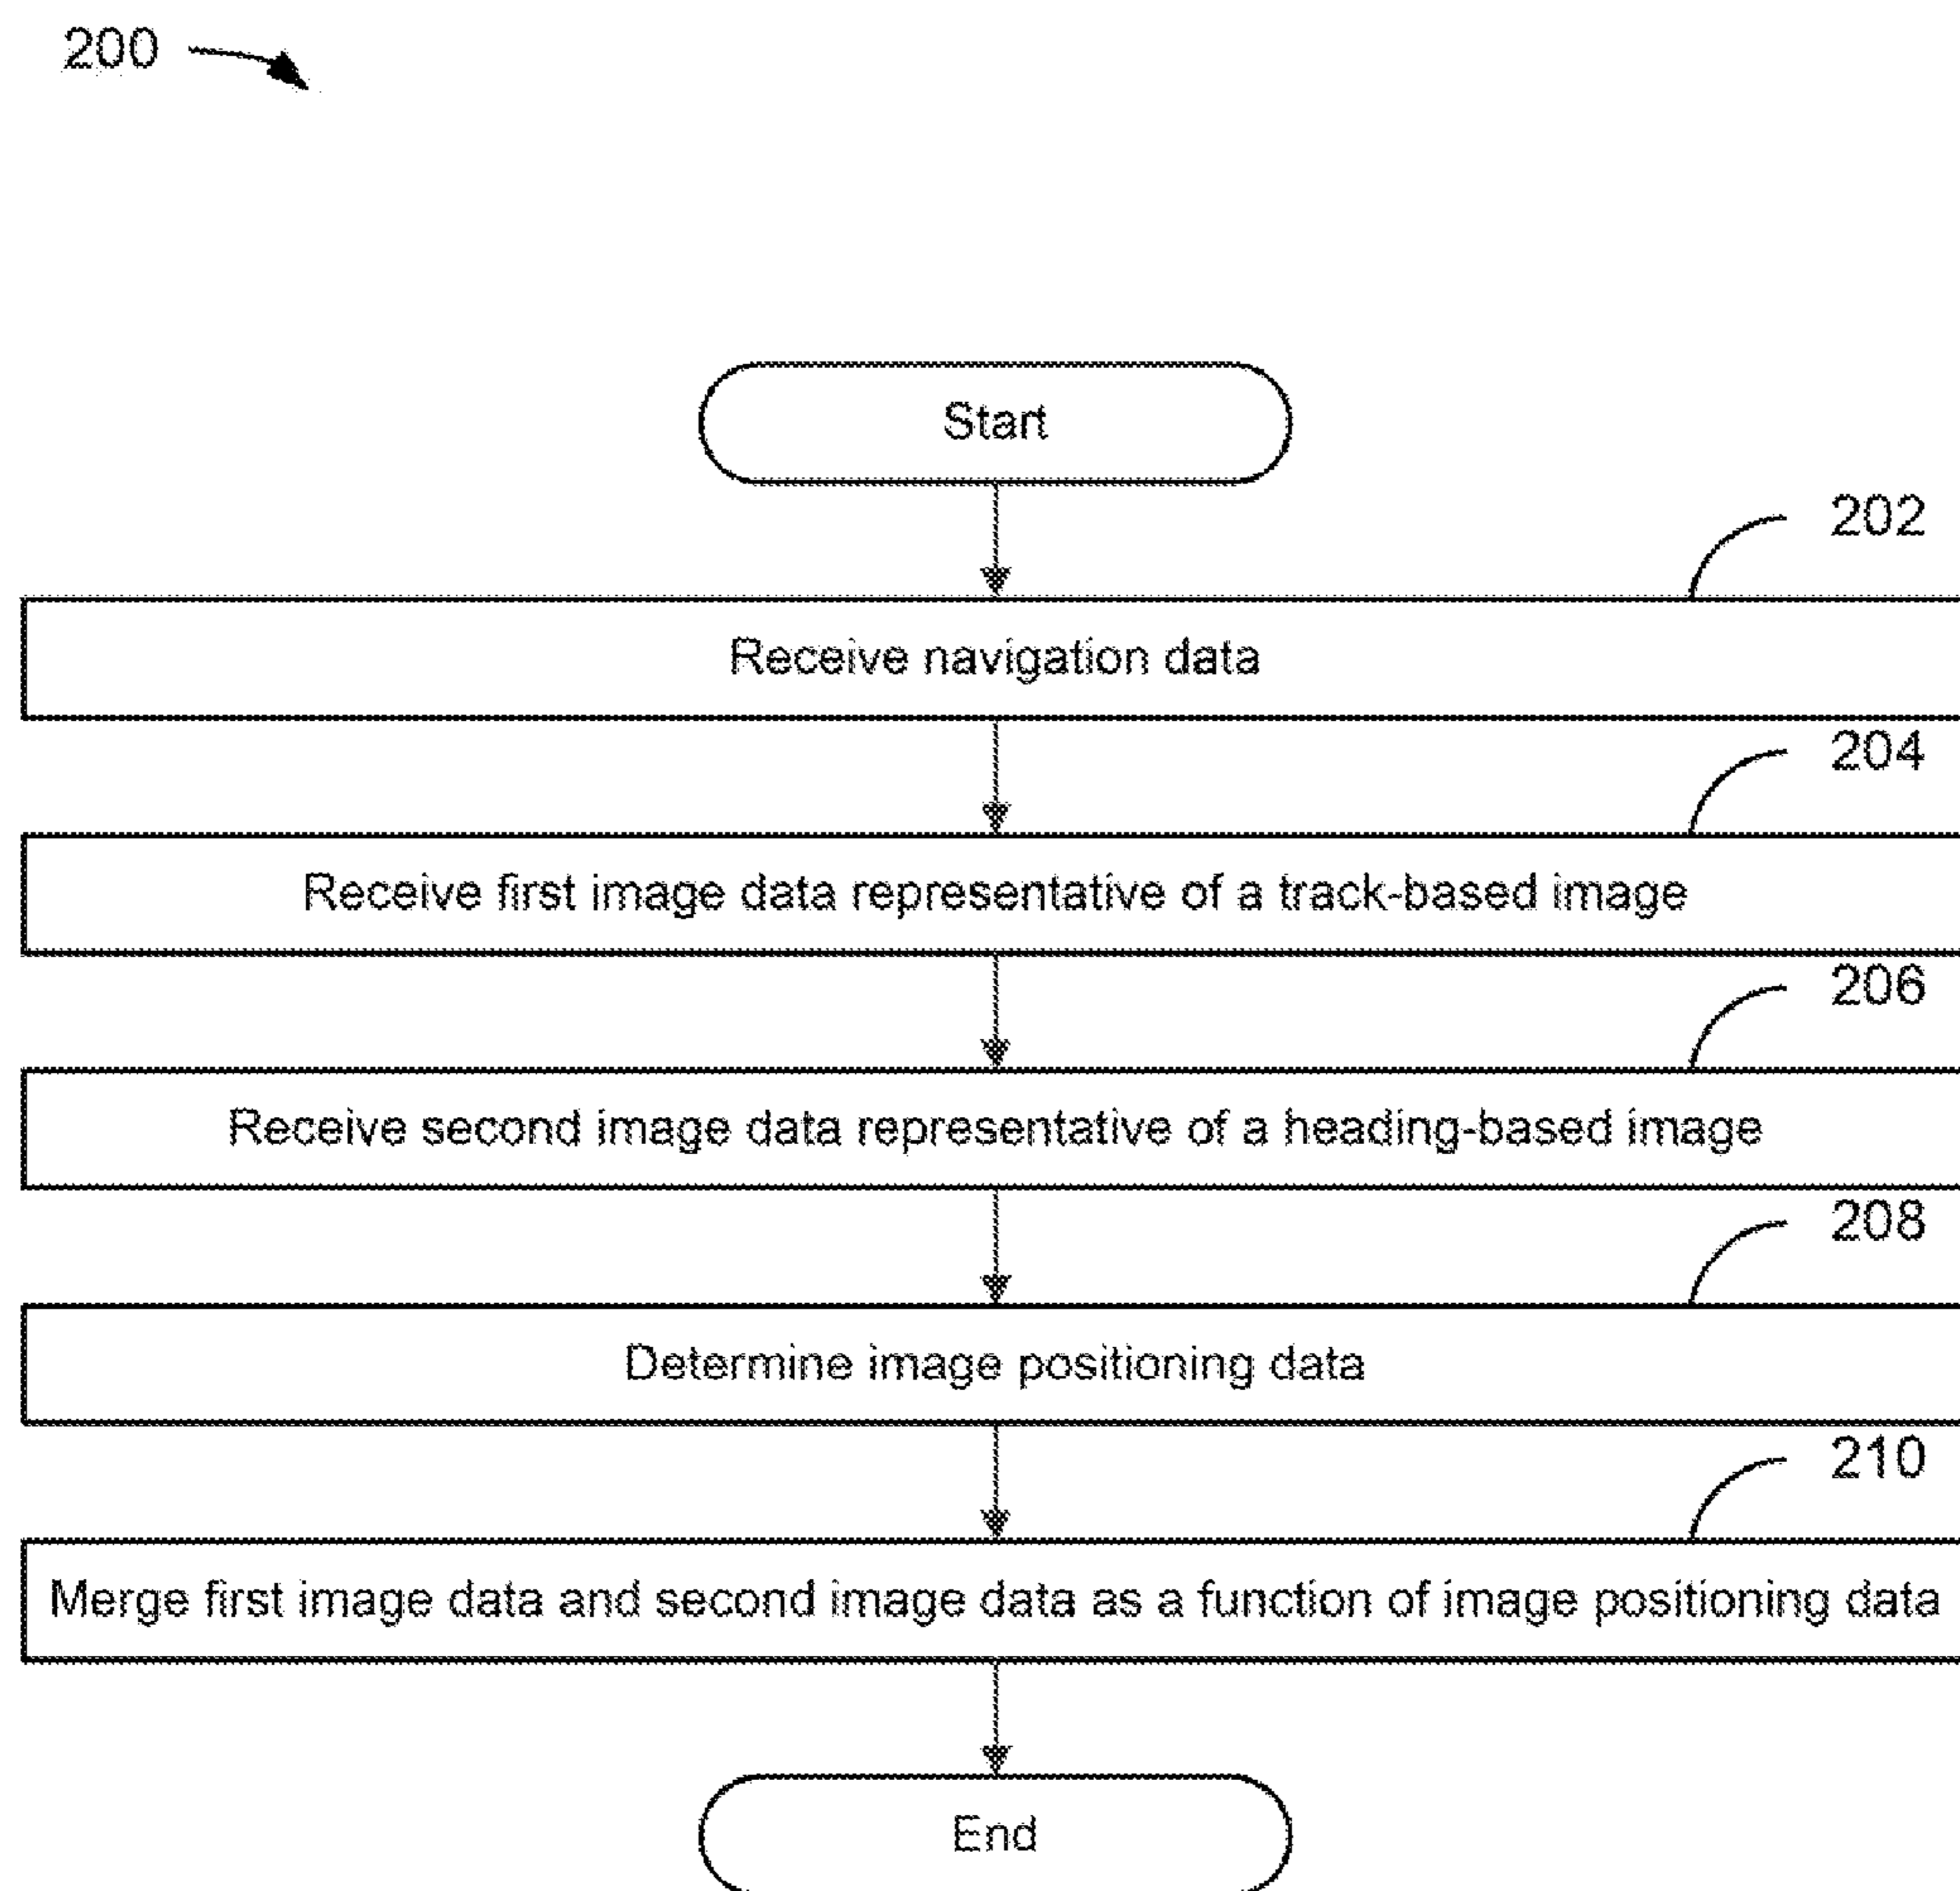 200
Start
202
Receive navigation data
204
Receive first image data representative of a track-based image
206
Receive second image data representative of a heading-based image
208
Determine image positioning data
210
Merge first image data and second image data as a function of image positioning data
End